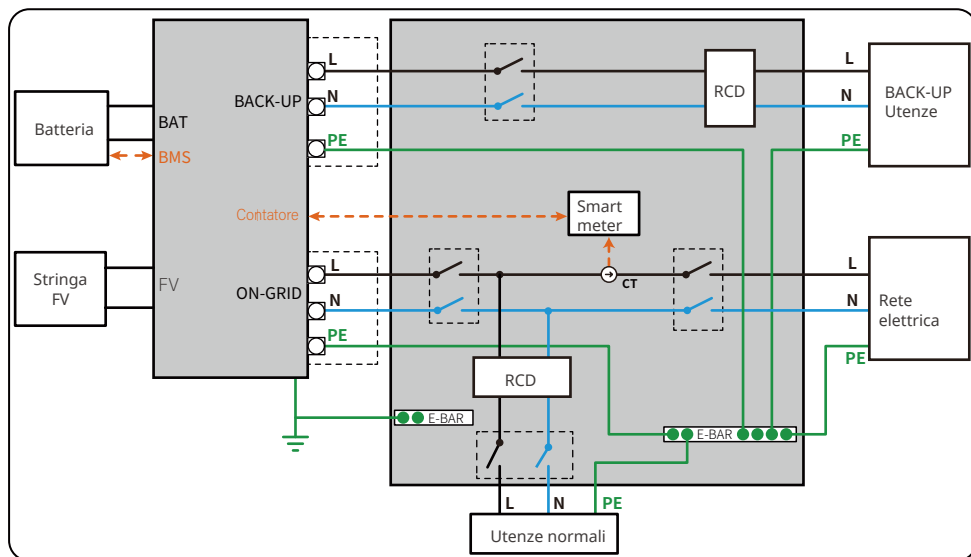 L
N
PE
BACK-UP
BAT
BMS
Batteria
RCD
L
N
PE
BACK-UP
Utenze
Contatore
Smart
meter
CT
Stringa
FV
FV
ON-GRID
L
N
PE
L
N
PE
Rete
elettrica
RCD
E-BAR
E-BAR
L
N
PE
Utenze normali